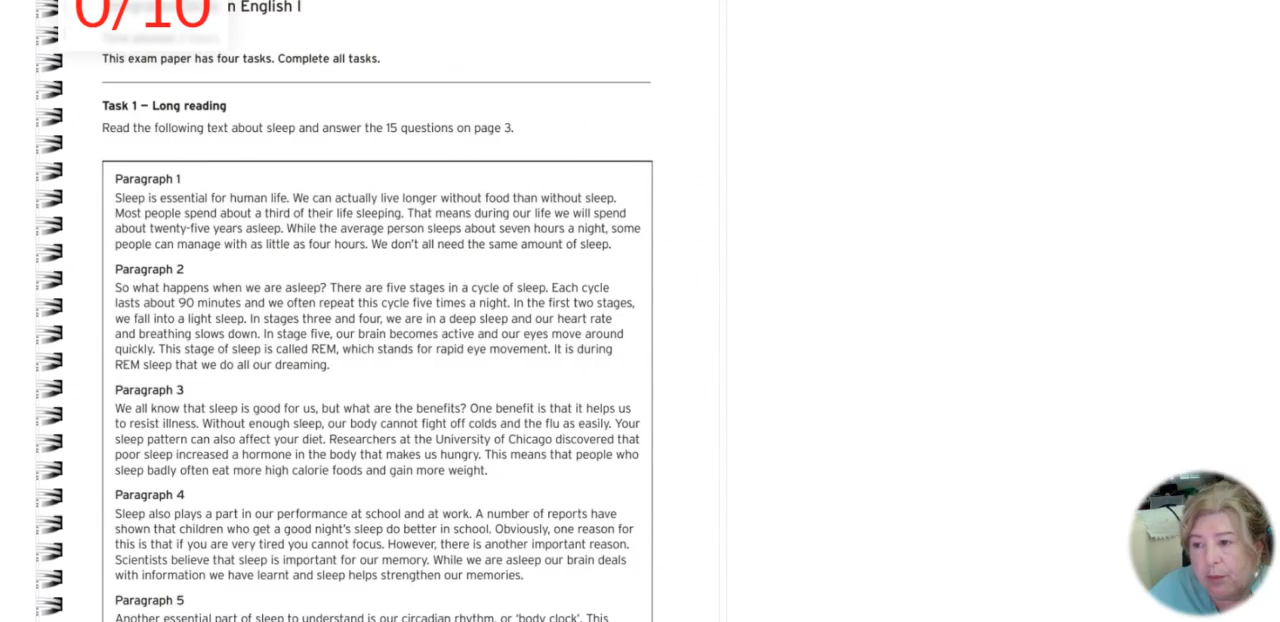 0/10
n English I
This exam paper has four tasks. Complete all tasks.
Task 1 – Long reading
Read the following text about sleep and answer the 15 questions on page 3.
Paragraph 1
Sleep is essential for human life. We can actually live longer without food than without sleep.
Most people spend about a third of their life sleeping. That means during our life we will spend
about twenty-five years asleep. While the average person sleeps about seven hours a night, some
people can manage with as little as four hours. We don't all need the same amount of sleep.
Paragraph 2
So what happens when we are asleep? There are five stages in a cycle of sleep. Each cycle
lasts about 90 minutes and we often repeat this cycle five times a night. In the first two stages,
we fall into a light sleep. In stages three and four, we are in a deep sleep and our heart rate
and breathing slows down. In stage five, our brain becomes active and our eyes move around
quickly. This stage of sleep is called REM, which stands for rapid eye movement. It is during
REM sleep that we do all our dreaming.
Paragraph 3
We all know that sleep is good for us, but what are the benefits? One benefit is that it helps us
to resist illness. Without enough sleep, our body cannot fight off colds and the flu as easily. Your
sleep pattern can also affect your diet. Researchers at the University of Chicago discovered that
poor sleep increased a hormone in the body that makes us hungry. This means that people who
sleep badly often eat more high calorie foods and gain more weight.
Paragraph 4
Sleep also plays a part in our performance at school and at work. A number of reports have
shown that children who get a good night's sleep do better in school. Obviously, one reason for
this is that if you are very tired you cannot focus. However, there is another important reason.
Scientists believe that sleep is important for our memory. While we are asleep our brain deals
with information we have learnt and sleep helps strengthen our memories.
Paragraph 5
Another essential part of sleep to understand is our circadian rhythm, or 'body clock'. This